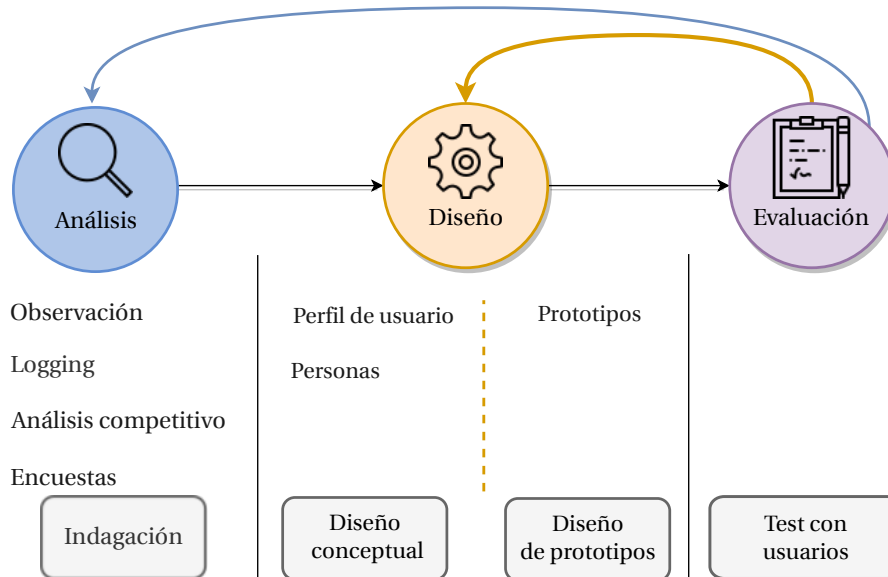 Análisis
Diseño
Evaluación
Observación
Logging
Análisis competitivo
Encuestas
Indagación
Perfil de usuario
Personas
Diseño
conceptual
Prototipos
Diseño
de prototipos
Test con
usuarios